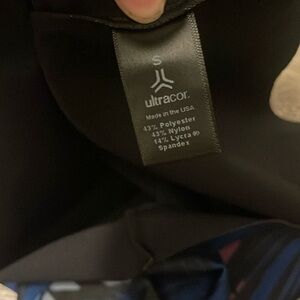 S
ultracor.
Made in the USA
43% Polyester
43% Nylon
14% Lycra ®
Spandex